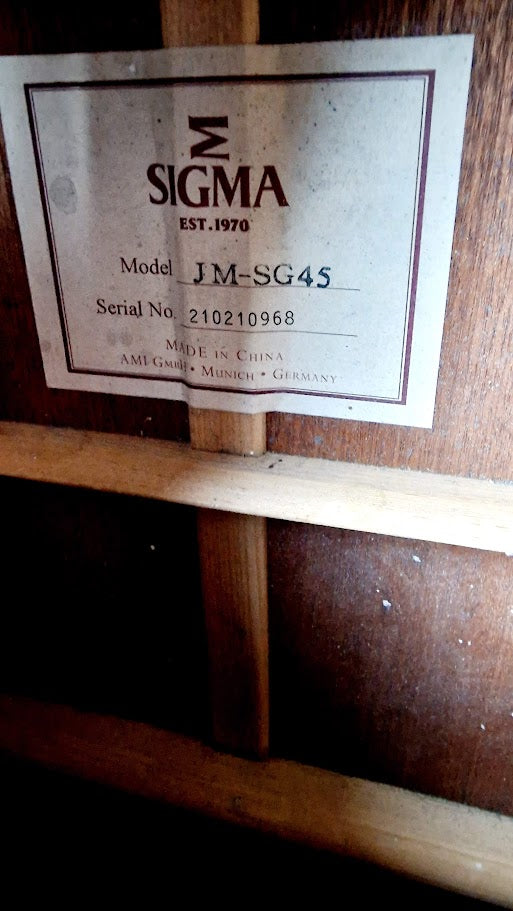 SIGMA
EST. 1970
Model JM-SG45
Serial No. 210210968
MADE IN CHINA
AMI GMBH • MUNICH • GERMANY